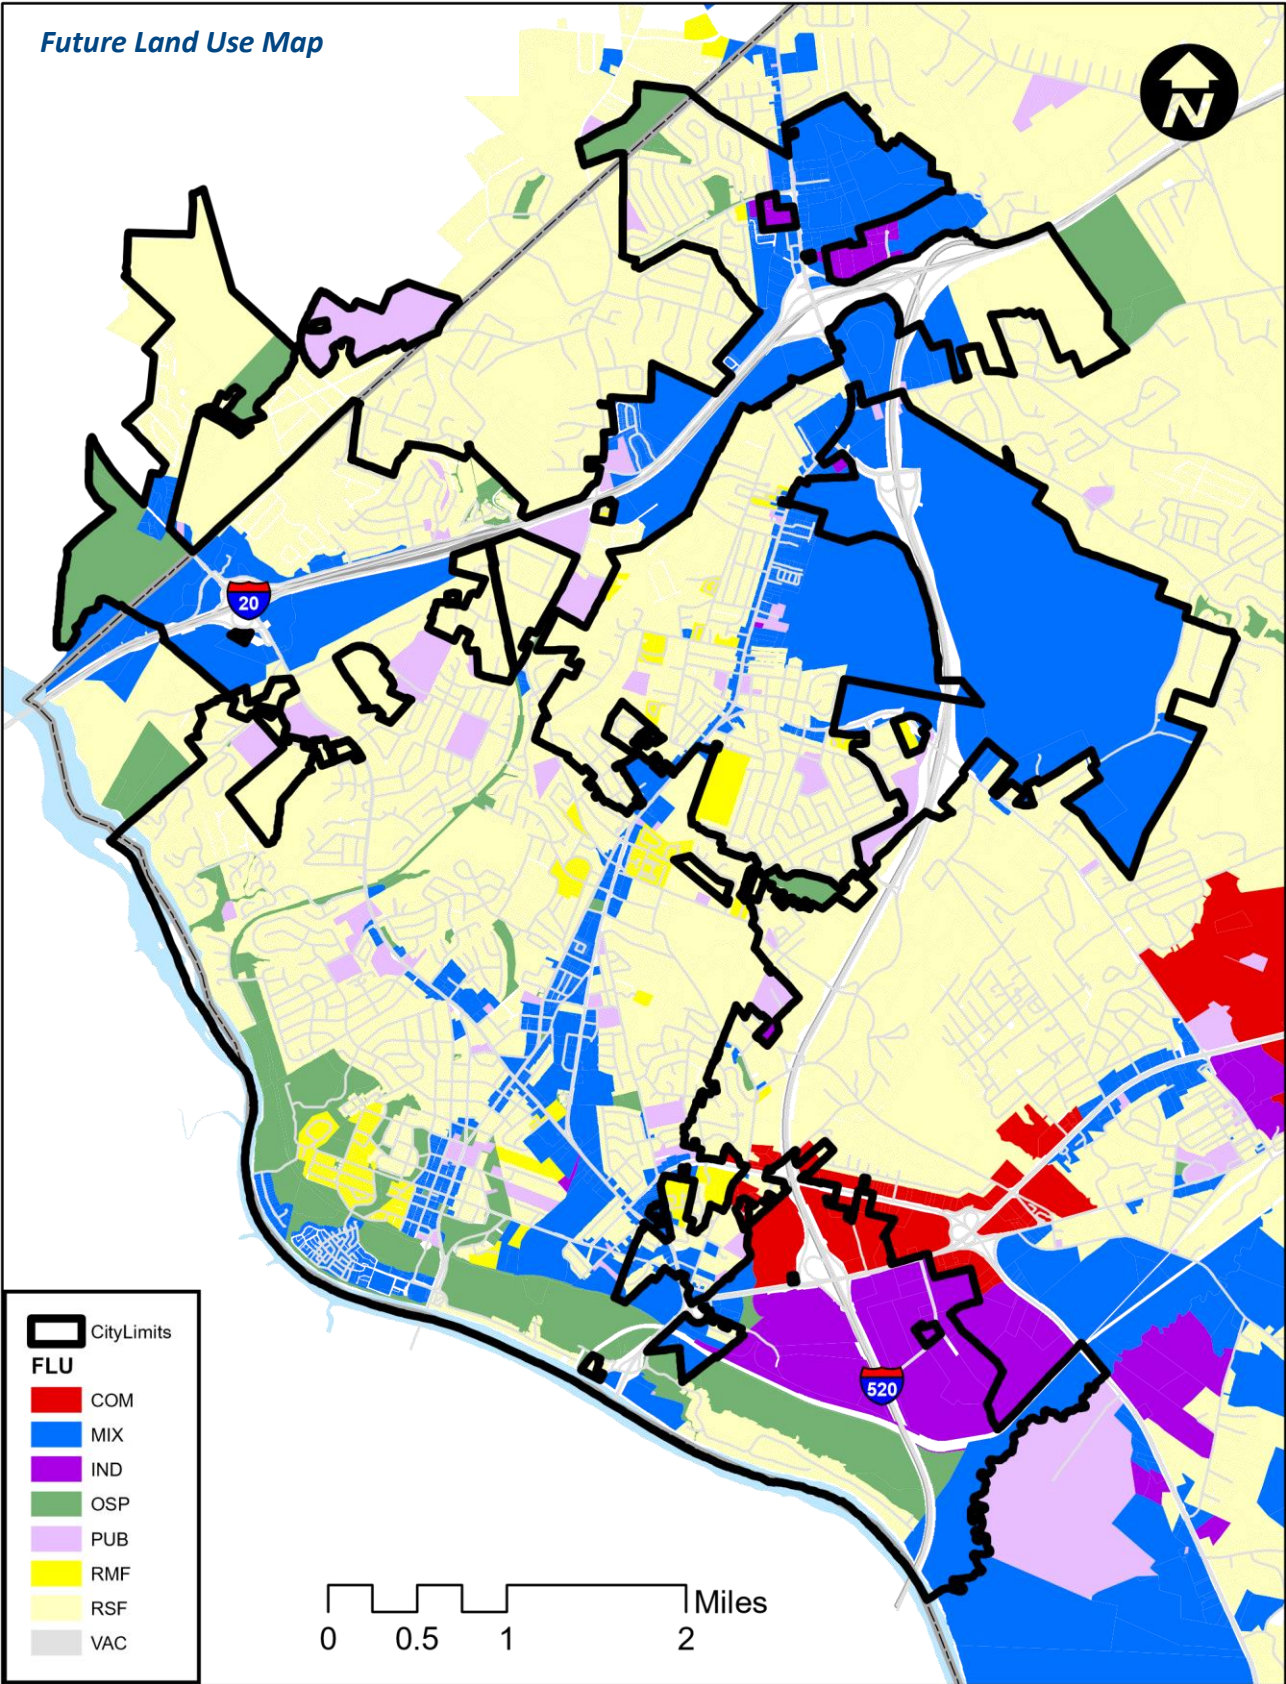 Future Land Use Map
N
20
CityLimits
FLU
COM
MIX
IND
OSP
PUB
RMF
RSF
VAC
520
Miles
0 0.5 1 2